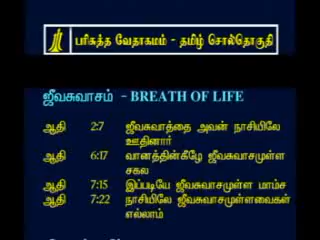 பரிசுத்த வேதாகமம் - தமிழ் சொல்தொகுதி
ஜீவசுவாசம் - BREATH OF LIFE
ஆதி 2:7 ஜீவசுவாத்தை அவன் நாசியிலே
ஊதினார்
ஆதி 6:17 வானத்தின்கீழே ஜீவசுவாசமுள்ள
சகல
ஆதி 7:15 இப்படியே ஜீவசுவாசமுள்ள மாம்ச
ஆதி 7:22 நாசியிலே ஜீவசுவாசமுள்ளவைகள்
எல்லாம்